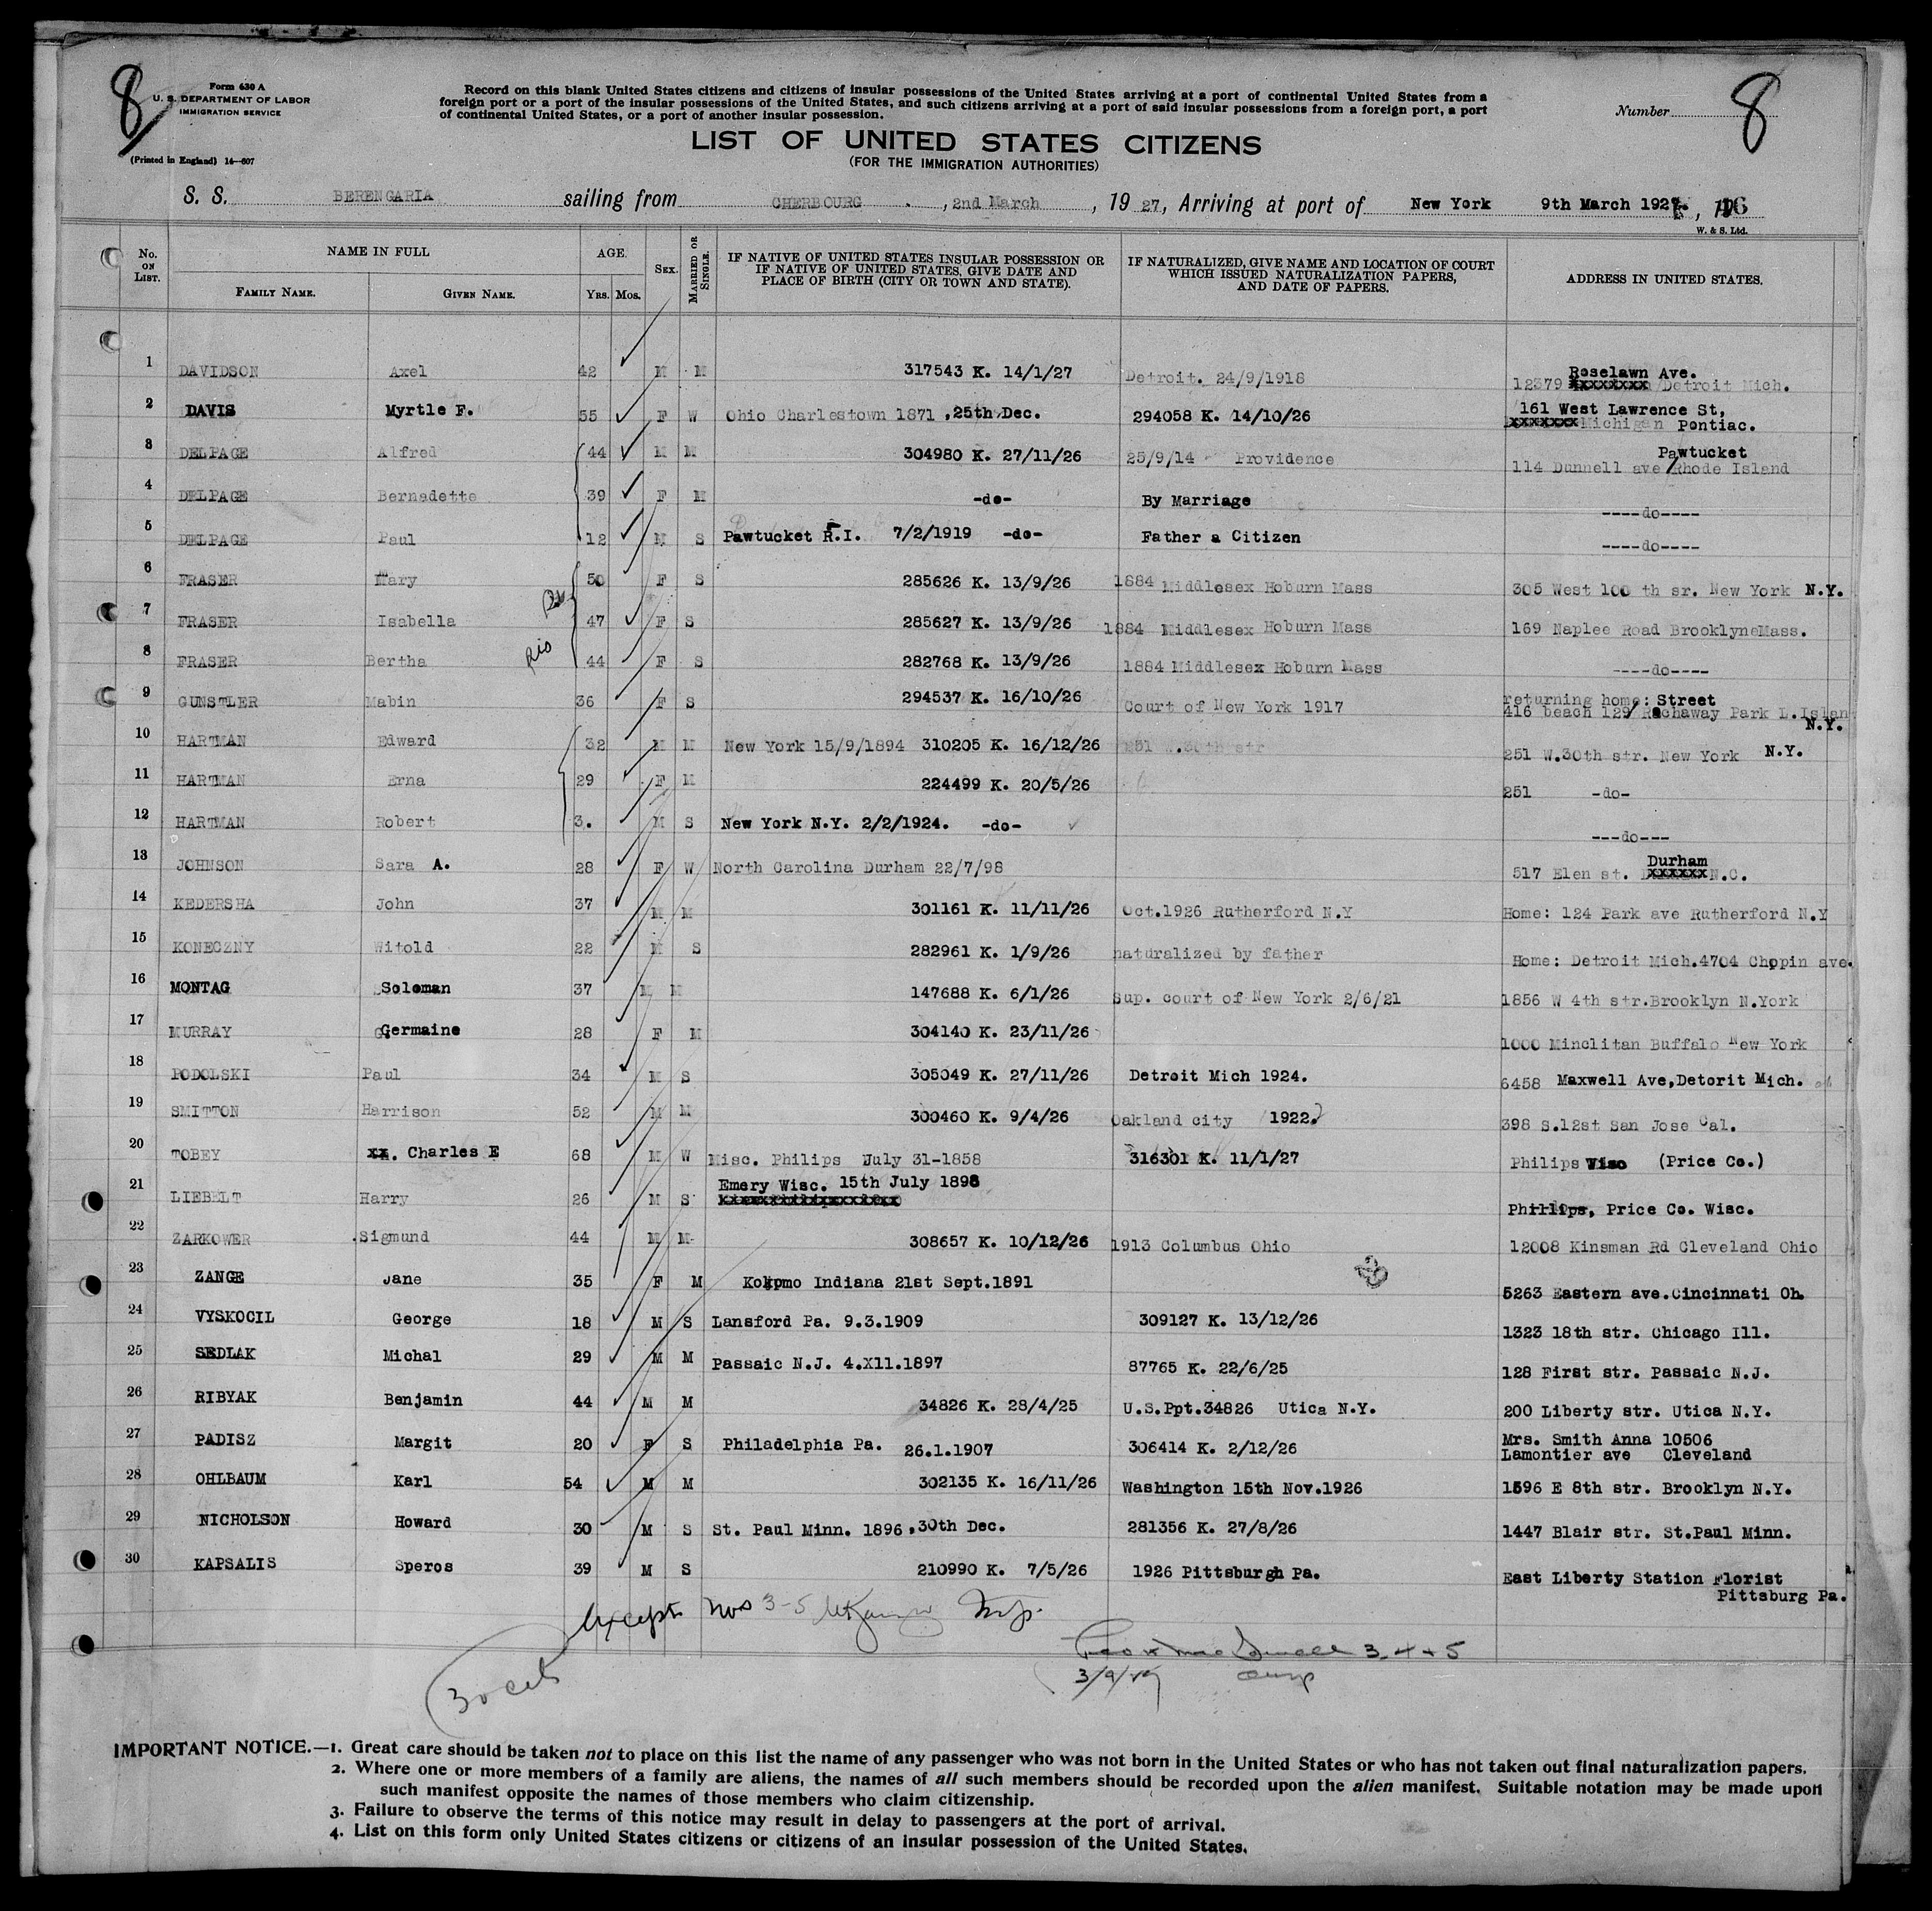 8
Form 630 A
U. S. DEPARTMENT OF LABOR
IMMIGRATION SERVICE
(Printed in England) 14—607
Record on this blank United States citizens and citizens of insular possessions of the United States arriving at a port of continental United States from a
foreign port or a port of the insular possessions of the United States, and such citizens arriving at a port of said insular possessions from a foreign port, a port
of continental United States, or a port of another insular possession.
Number 8
LIST OF UNITED STATES CITIZENS
(FOR THE IMMIGRATION AUTHORITIES)
S. S. BERENGARIA sailing from CHERBOURG , 2nd March , 19 27, Arriving at port of New York 9th March 1927
W. & S. Ltd.
No. ON LIST. NAME IN FULL AGE. SEX. MARRIED OR SINGLE. IF NATIVE OF UNITED STATES INSULAR POSSESSION OR IF NATIVE OF UNITED STATES, GIVE DATE AND PLACE OF BIRTH (CITY OR TOWN AND STATE). IF NATURALIZED, GIVE NAME AND LOCATION OF COURT WHICH ISSUED NATURALIZATION PAPERS, AND DATE OF PAPERS. ADDRESS IN UNITED STATES.
FAMILY NAME. GIVEN NAME. YRS. MOS.
1 DAVIDSON Axel 42 M M 317543 K. 14/1/27 Detroit. 24/9/1918 12379 Roselawn Ave. Detroit Mich.
2 DAVIS Myrtle F. 55 F W Ohio Charlestown 1871 ,25th Dec. 294058 K. 14/10/26 161 West Lawrence St, xxxxxxx Michigan Pontiac.
3 DELPAGE Alfred 44 M M 304980 K. 27/11/26 25/9/14 Providence 114 Dunnell ave / Pawtucket Rhode Island
4 DELPAGE Bernadette 39 F M -do- By Marriage ----do----
5 DELPAGE Paul 12 M S Pawtucket R.I. 7/2/1919 -do- Father a Citizen ----do----
6 FRASER Mary 50 F S 285626 K. 13/9/26 1884 Middlesex Hoburn Mass 305 West 100 th sr. New York N.Y.
7 FRASER Isabella 47 F S 285627 K. 13/9/26 1884 Middlesex Hoburn Mass 169 Naplee Road BrooklyneMass.
8 FRASER Bertha 44 F S 282768 K. 13/9/26 1884 Middlesex Hoburn Mass ----do----
9 GUNSTLER Mabin 36 F S 294537 K. 16/10/26 Court of New York 1917 returning home: Street
416 beach 129/ Rochaway Park L.Islan N.Y.
10 HARTMAN Edward 32 M M New York 15/9/1894 310205 K. 16/12/26 251 W.30th str 251 W.30th str. New York N.Y.
11 HARTMAN Erna 29 F M 224499 K. 20/5/26 251 -do-
12 HARTMAN Robert 3. M S New York N.Y. 2/2/1924. -do- ---do---
13 JOHNSON Sara A. 28 F W North Carolina Durham 22/7/98 517 Elen st. Durham xxxxxx N.C.
14 KEDERSHA John 37 M M 301161 K. 11/11/26 Oct.1926 Rutherford N.Y Home: 124 Park ave Rutherford N.Y
15 KONECZNY Witold 22 M S 282961 K. 1/9/26 naturalized by father Home: Detroit Mich.4704 Chopin ave.
16 MONTAG Soloman 37 M M 147688 K. 6/1/26 Sup. court of New York 2/6/21 1856 W 4th str.Brooklyn N.York
17 MURRAY Germaine 28 F M 304140 K. 23/11/26 1000 Minclitan Buffalo New York
18 PODOLSKI Paul 34 M S 305049 K. 27/11/26 Detroit Mich 1924. 6458 Maxwell Ave,Detorit Mich.
19 SMITTON Harrison 52 M M 300460 K. 9/4/26 Oakland city 1922. 398 S.12st San Jose Cal.
20 TOBEY xx. Charles E 68 M W Misc. Philips July 31-1858 316301 K. 11/1/27 Philips Wisc (Price Co.)
21 LIEBELT Harry 26 M S Emery Wisc. 15th July 1898 Phillips, Price Co. Wisc.
22 ZARKOWER Sigmund 44 M M 308657 K. 10/12/26 1913 Columbus Ohio 12008 Kinsman Rd Cleveland Ohio
23 ZANGE Jane 35 F M Kokomo Indiana 21st Sept.1891 5263 Eastern ave.Cincinnati Oh.
24 VYSKOCIL George 18 M S Lansford Pa. 9.3.1909 309127 K. 13/12/26 1323 18th str. Chicago Ill.
25 SEDLAK Michal 29 M M Passaic N.J. 4.X11.1897 87765 K. 22/6/25 128 First str. Passaic N.J.
26 RIBYAK Benjamin 44 M M 34826 K. 28/4/25 U.S.Ppt.34826 Utica N.Y. 200 Liberty str. Utica N.Y.
27 PADISZ Margit 20 F S Philadelphia Pa. 26.1.1907 306414 K. 2/12/26 Mrs. Smith Anna 10506
Lamontier ave Cleveland
28 OHLBAUM Karl 54 M M 302135 K. 16/11/26 Washington 15th Nov.1926 1596 E 8th str. Brooklyn N.Y.
29 NICHOLSON Howard 30 M S St. Paul Minn. 1896 ,30th Dec. 281356 K. 27/8/26 1447 Blair str. St.Paul Minn.
30 KAPSALIS Speros 39 M S 210990 K. 7/5/26 1926 Pittsburgh Pa. East Liberty Station Florist
Pittsburg Pa.
except Nos 3-5 Insp.
3-4+5
3/9/27
30 cit
IMPORTANT NOTICE.—1. Great care should be taken not to place on this list the name of any passenger who was not born in the United States or who has not taken out final naturalization papers.
2. Where one or more members of a family are aliens, the names of all such members should be recorded upon the alien manifest. Suitable notation may be made upon
such manifest opposite the names of those members who claim citizenship.
3. Failure to observe the terms of this notice may result in delay to passengers at the port of arrival.
4. List on this form only United States citizens or citizens of an insular possession of the United States.